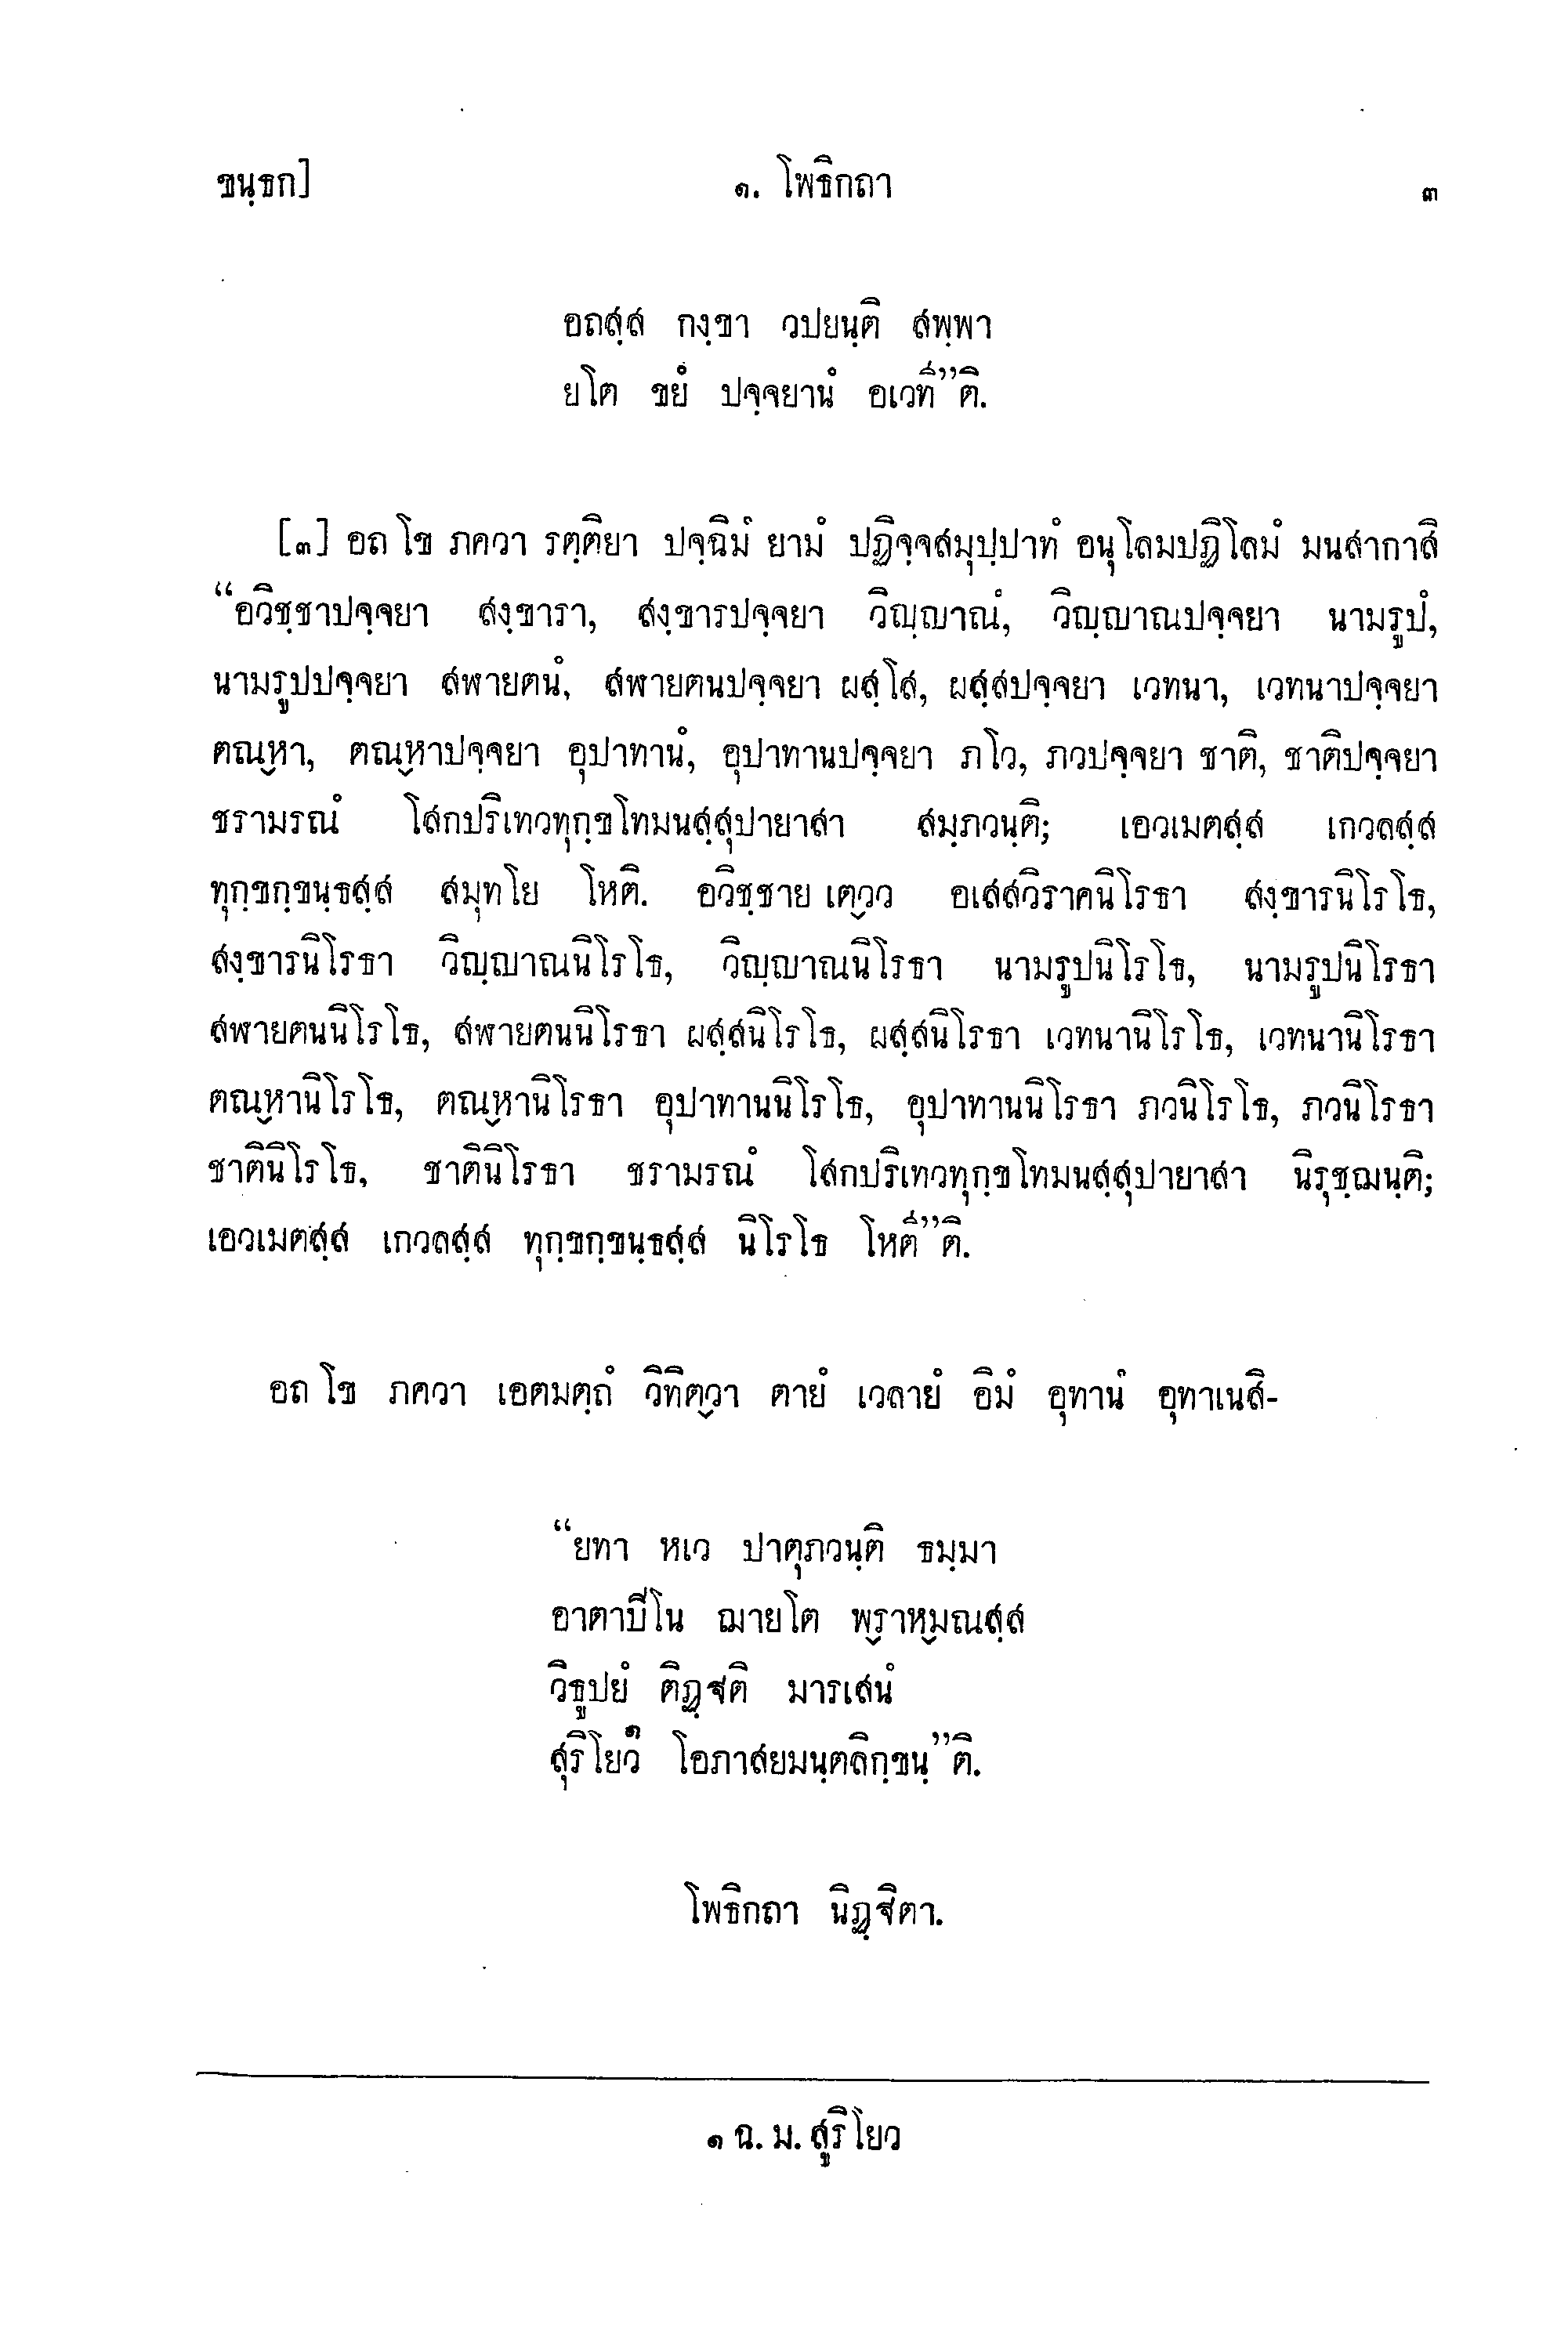 ขนฺธก] ๑. โพธิกถา ๓
อถสฺส กงฺขา วปยนฺติ สพฺพา
ยโต ขยํ ปจฺจยานํ อเวที”ติ.
[๓] อถ โข ภควา รตฺติยา ปจฺฉิมํ ยามํ ปฏิจฺจสมุปฺปาทํ อนุโลมปฏิโลมํ มนสากาสิ
“อวิชฺชาปจฺจยา สงฺขารา, สงฺขารปจฺจยา วิญฺญาณํ, วิญฺญาณปจฺจยา นามรูปํ,
นามรูปปจฺจยา สฬายตนํ, สฬายตนปจฺจยา ผสฺโส, ผสฺสปจฺจยา เวทนา, เวทนาปจฺจยา
ตณฺหา, ตณฺหาปจฺจยา อุปาทานํ, อุปาทานปจฺจยา ภโว, ภวปจฺจยา ชาติ, ชาติปจฺจยา
ชรามรณํ โสกปริเทวทุกฺขโทมนสฺสุปายาสา สมฺภวนฺติ; เอวเมตสฺส เกวลสฺส
ทุกฺขกฺขนฺธสฺส สมุทโย โหติ. อวิชฺชาย เตฺวว อเสสวิราคนิโรธา สงฺขารนิโรโธ,
สงฺขารนิโรธา วิญฺญาณนิโรโธ, วิญฺญาณนิโรธา นามรูปนิโรโธ, นามรูปนิโรธา
สฬายตนนิโรโธ, สฬายตนนิโรธา ผสฺสนิโรโธ, ผสฺสนิโรธา เวทนานิโรโธ, เวทนานิโรธา
ตณฺหานิโรโธ, ตณฺหานิโรธา อุปาทานนิโรโธ, อุปาทานนิโรธา ภวนิโรโธ, ภวนิโรธา
ชาตินิโรโธ, ชาตินิโรธา ชรามรณํ โสกปริเทวทุกฺขโทมนสฺสุปายาสา นิรุชฺฌนฺติ;
เอวเมตสฺส เกวลสฺส ทุกฺขกฺขนฺธสฺส นิโรโธ โหตี”ติ.
อถ โข ภควา เอตมตฺถํ วิทิตฺวา ตายํ เวลายํ อิมํ อุทานํ อุทาเนสิ-
“ยทา หเว ปาตุภวนฺติ ธมฺมา
อาตาปิโน ฌายโต พฺราหฺมณสฺส
วิธูปยํ ติฏฺฐติ มารเสนํ
สุริโยว๑ โอภาสยมนฺตลิกฺขนฺ”ติ.
โพธิกถา นิฏฺฐิตา.
๑ ฉ. ม. สูริโยว